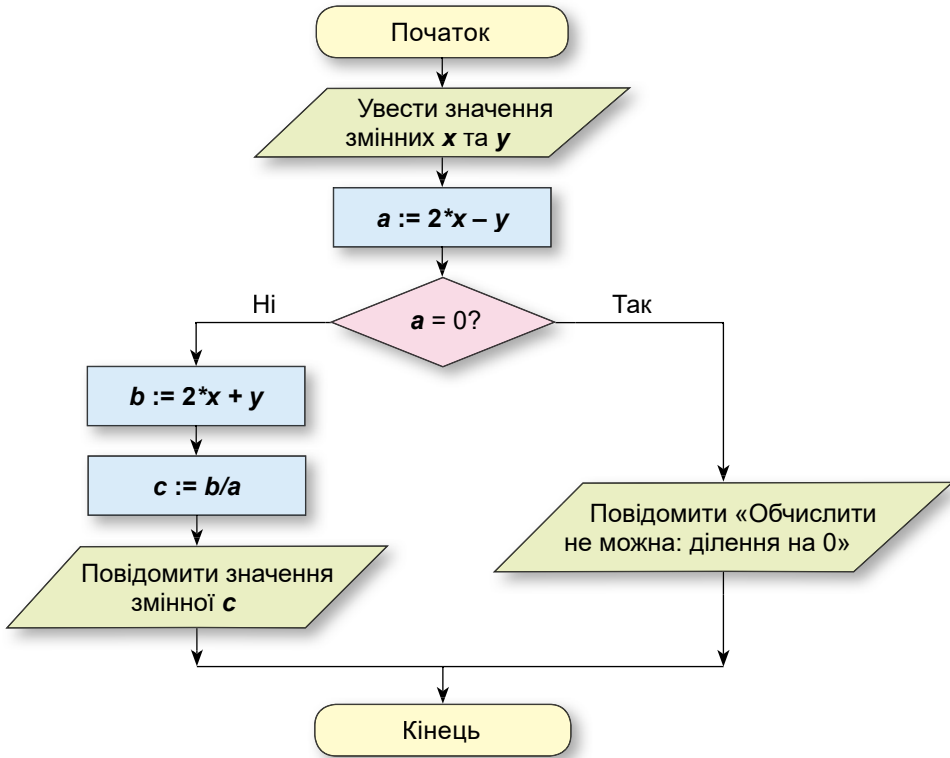 Початок
Увести значення
змінних x та y
a := 2*x – y
a = 0?
Ні
Так
b := 2*x + y
c := b/a
Повідомити значення
змінної c
Повідомити «Обчислити
не можна: ділення на 0»
Кінець